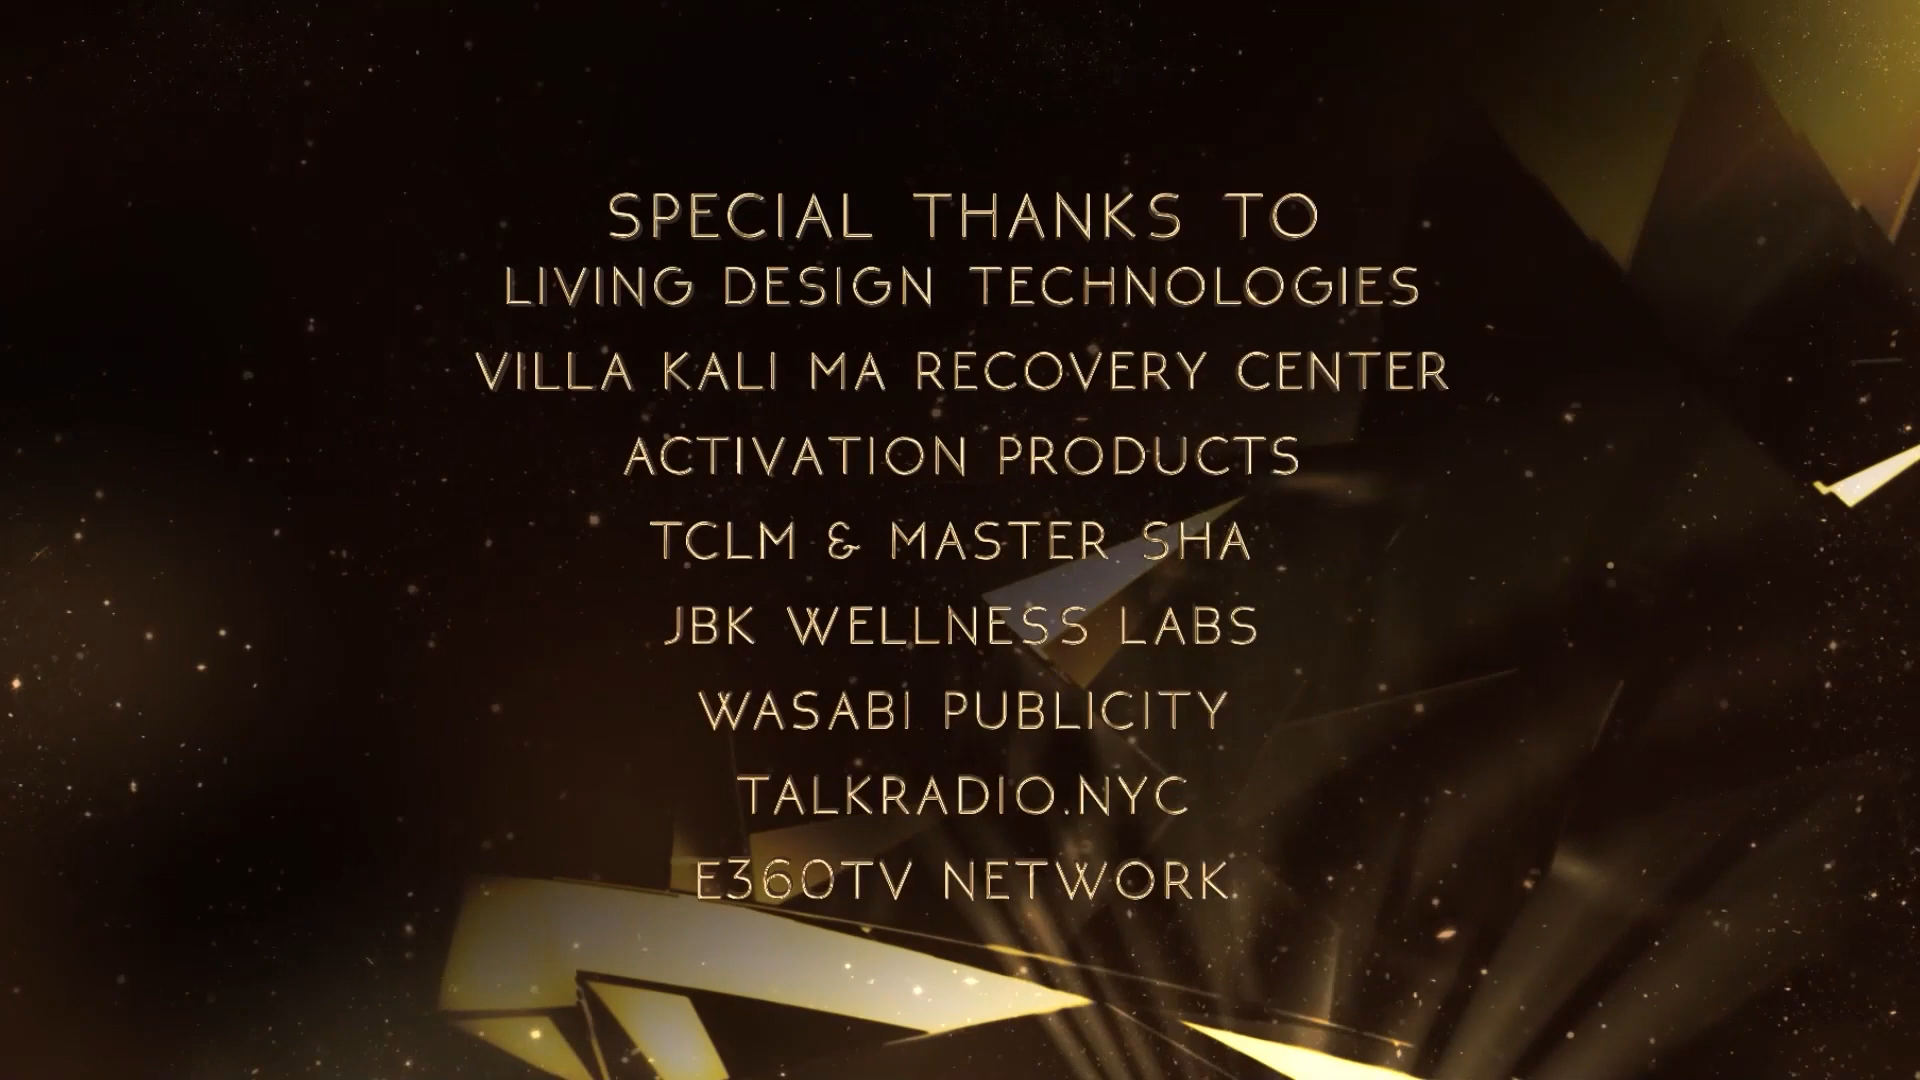 SPECIAL THANKS TO
LIVING DESIGN TECHNOLOGIES
VILLA KALI MA RECOVERY CENTER
ACTIVATION PRODUCTS
TCLM & MASTER SHA
JBK WELLNESS LABS
WASABI PUBLICITY
TALKRADIO.NYC
E360TV NETWORK